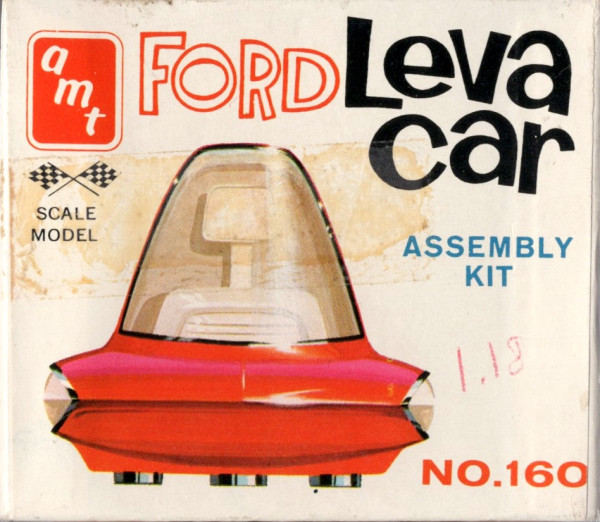 amt
FORD Leva
car
SCALE
MODEL
ASSEMBLY
KIT
1.18
NO.160